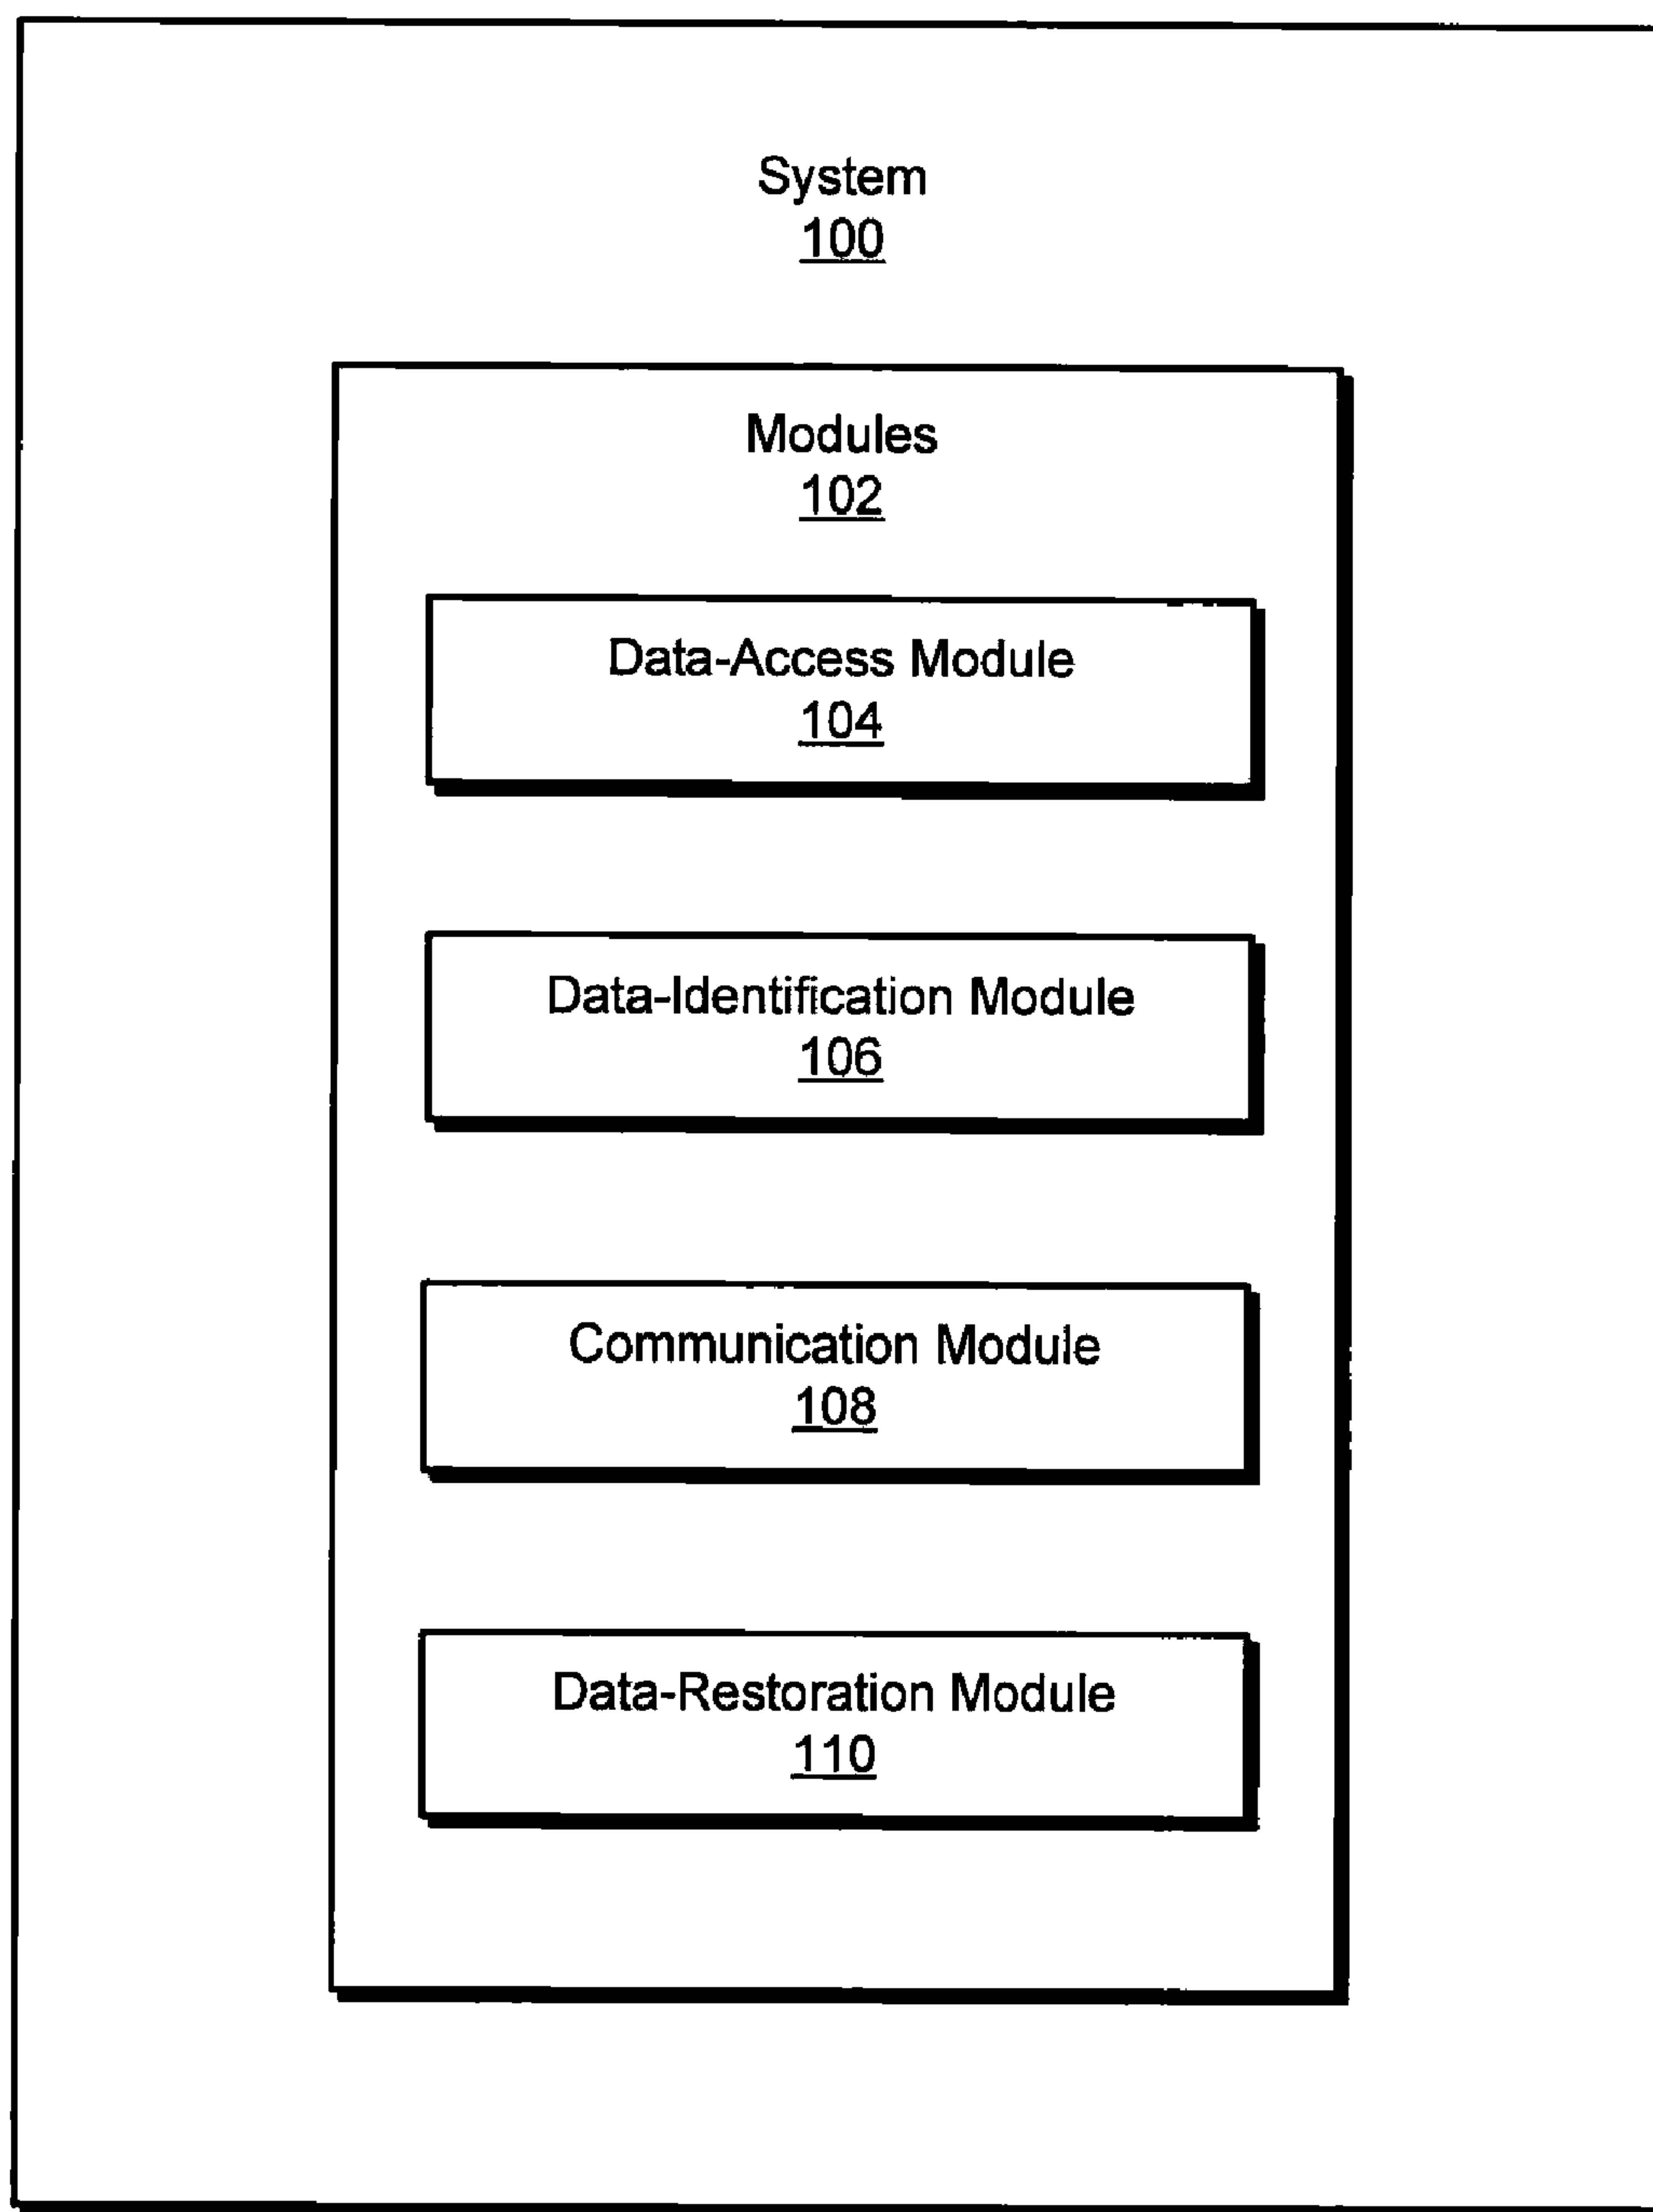 System
100
Modules
102
Data-Access Module
104
Data-Identification Module
106
Communication Module
108
Data-Restoration Module
110